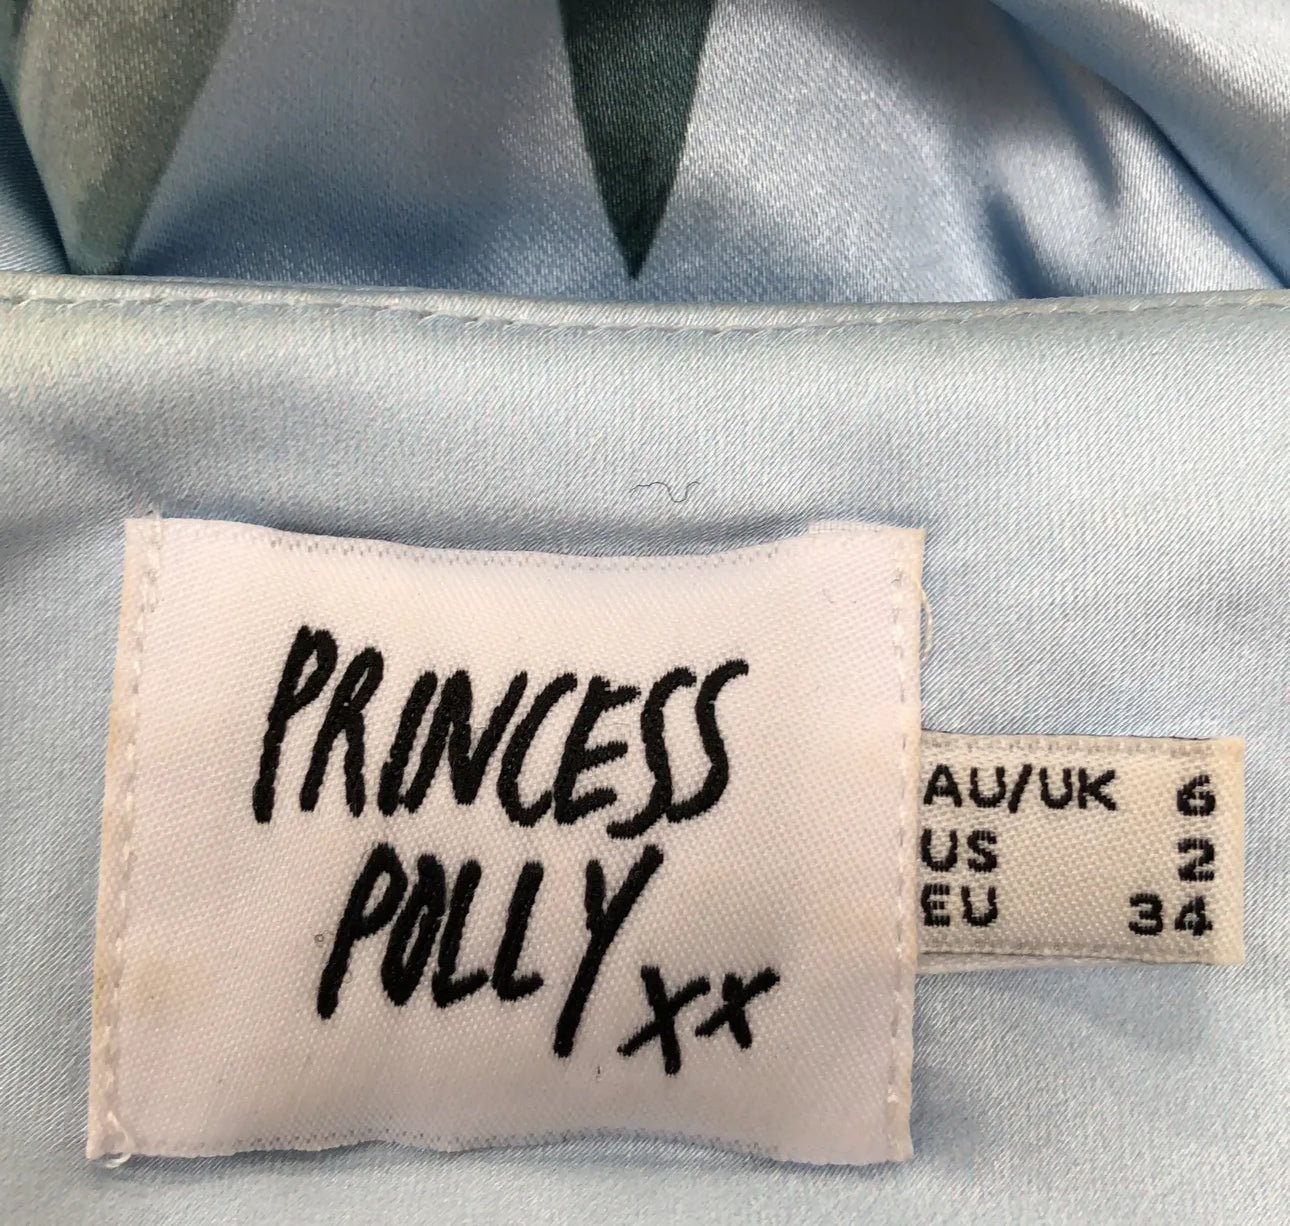 PRINCESS
POLLY xx
AU/UK 6
US 2
EU 34